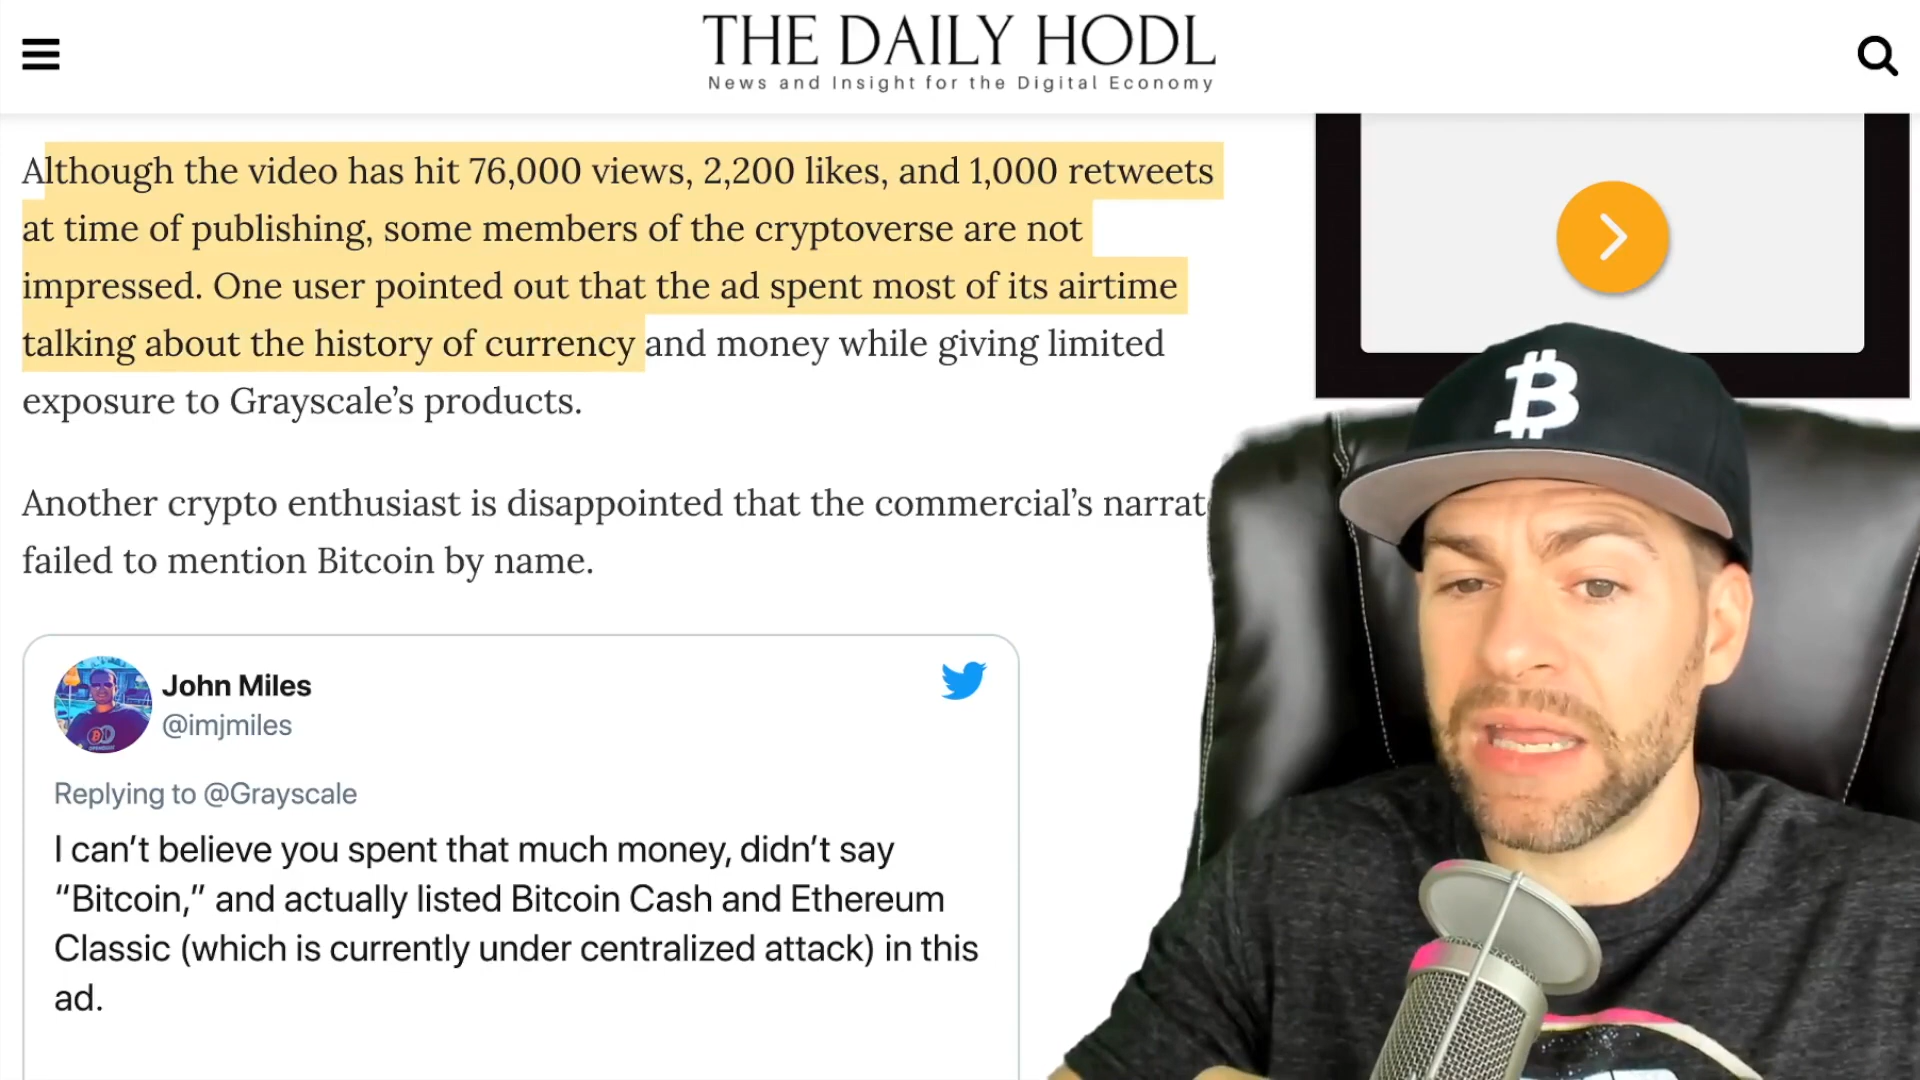 THE DAILY HODL
News and Insight for the Digital Economy
Although the video has hit 76,000 views, 2,200 likes, and 1,000 retweets
at time of publishing, some members of the cryptoverse are not
impressed. One user pointed out that the ad spent most of its airtime
talking about the history of currency and money while giving limited
exposure to Grayscale’s products.
Another crypto enthusiast is disappointed that the commercial’s
failed to mention Bitcoin by name.
John Miles
@imjmiles
Replying to @Grayscale
I can’t believe you spent that much money, didn’t say
“Bitcoin,” and actually listed Bitcoin Cash and Ethereum
Classic (which is currently under centralized attack) in this
ad.